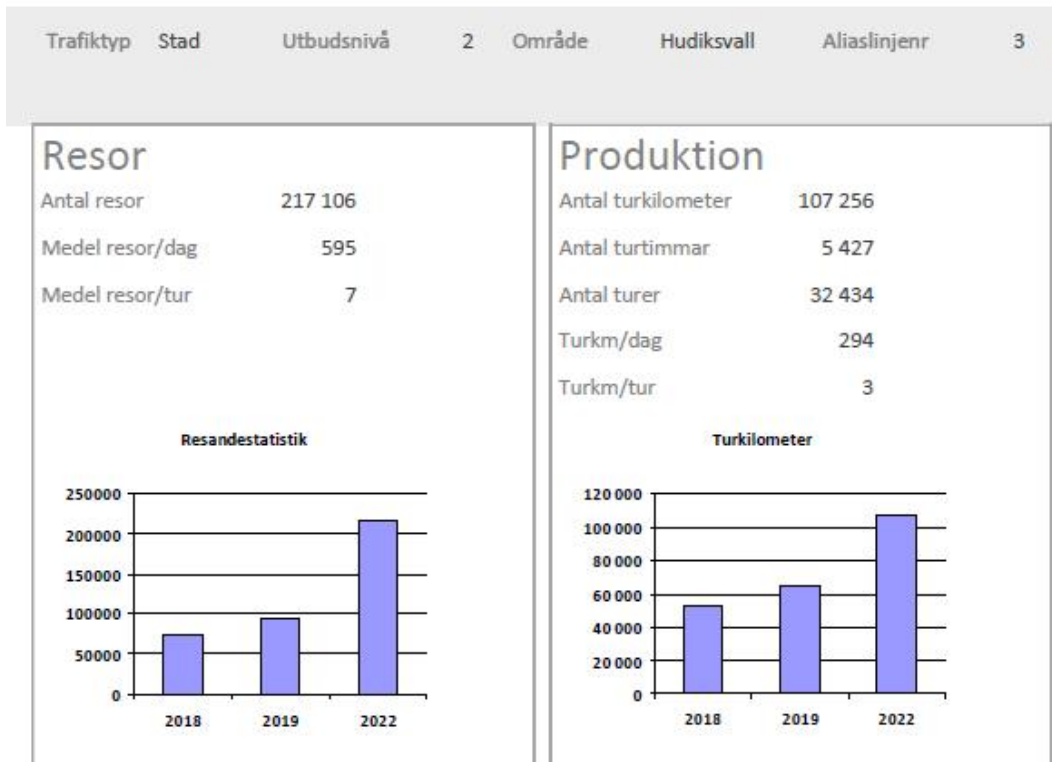 Trafiktyp Stad Utbudsnivå 2 Område Hudiksvall Aliaslinjenr 3
Resor
Antal resor 217 106
Medel resor/dag 595
Medel resor/tur 7
Resandestatistik
250000
200000
150000
100000
50000
0
2018 2019 2022
Produktion
Antal turkilometer 107 256
Antal turtimmar 5 427
Antal turer 32 434
Turkm/dag 294
Turkm/tur 3
Turkilometer
120 000
100 000
80 000
60 000
40 000
20 000
0
2018 2019 2022